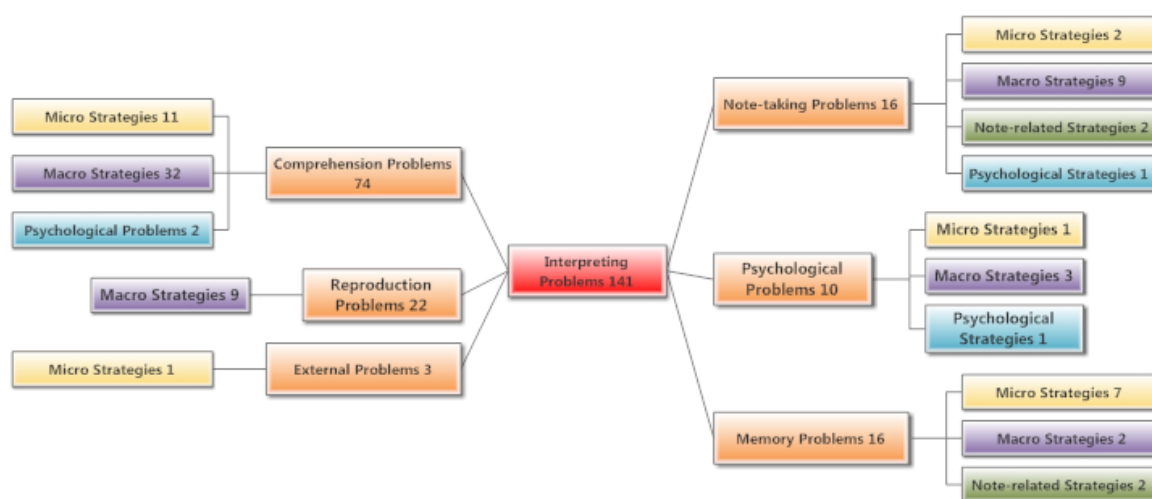 Micro Strategies 11
Macro Strategies 32
Psychological Problems 2
Comprehension Problems
74
Macro Strategies 9
Reproduction
Problems 22
Micro Strategies 1
External Problems 3
Interpreting
Problems 141
Note-taking Problems 16
Micro Strategies 2
Macro Strategies 9
Note-related Strategies 2
Psychological Strategies 1
Psychological
Problems 10
Micro Strategies 1
Macro Strategies 3
Psychological
Strategies 1
Memory Problems 16
Micro Strategies 7
Macro Strategies 2
Note-related Strategies 2